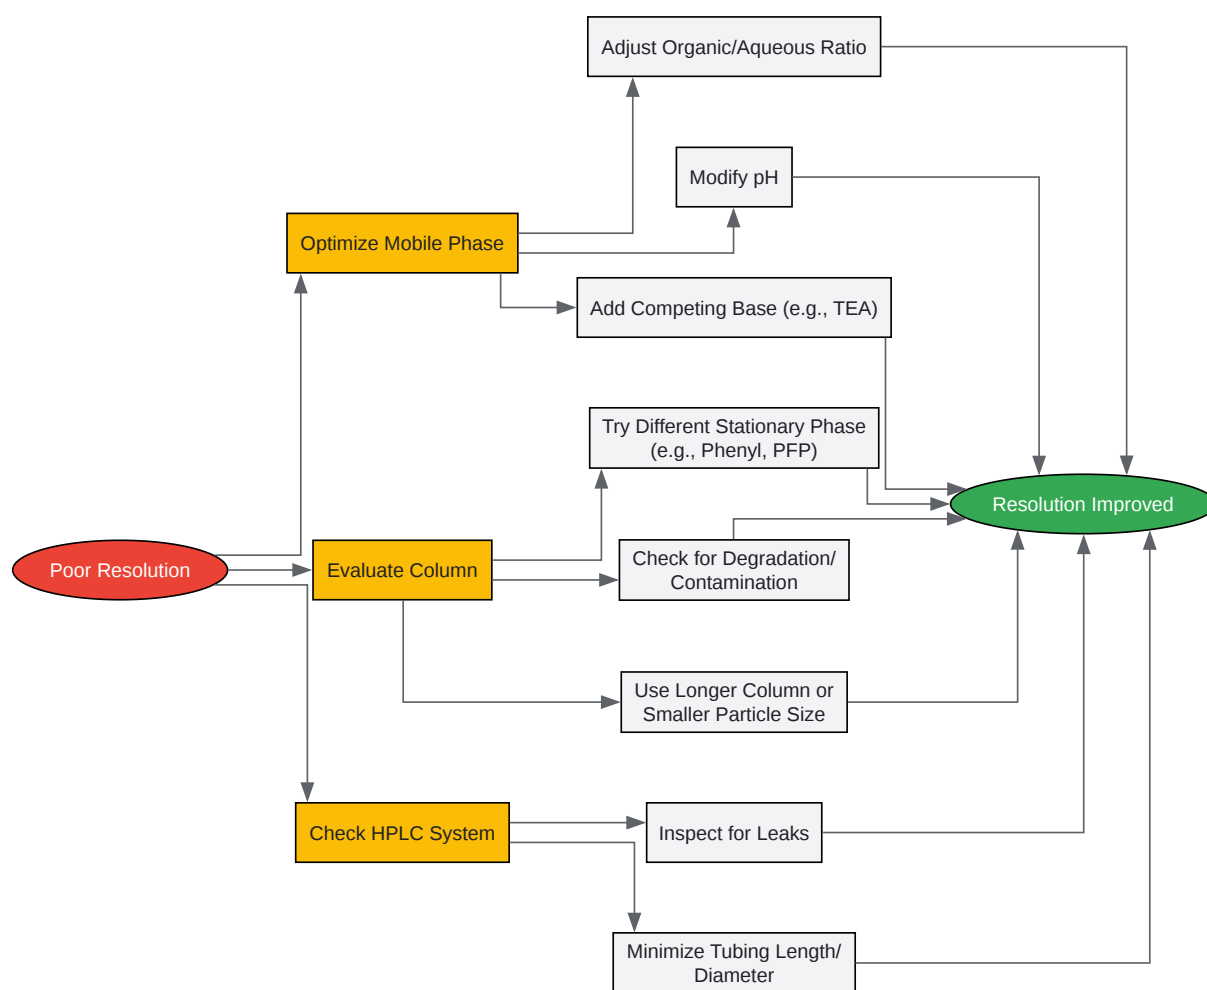 Adjust Organic/Aqueous Ratio
Modify pH
Optimize Mobile Phase
Add Competing Base (e.g., TEA)
Try Different Stationary Phase
(e.g., Phenyl, PFP)
Resolution Improved
Poor Resolution
Evaluate Column
Check for Degradation/
Contamination
Use Longer Column or
Smaller Particle Size
Check HPLC System
Inspect for Leaks
Minimize Tubing Length/
Diameter